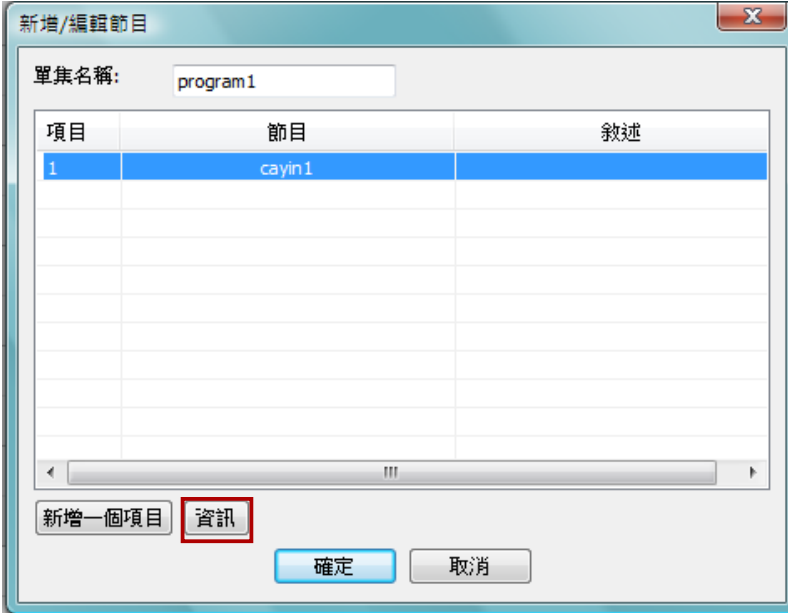 新增/編輯節目
單集名稱: program1
項目 節目 敘述
1 cayin1
新增一個項目 資訊
確定 取消